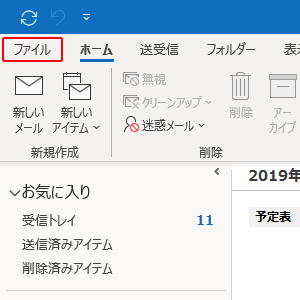 ファイル ホーム 送受信 フォルダー 表示
新しい メール
新しい アイテム
無視
クリーンアップ
迷惑メール
削除
アー カイブ
新規作成 削除
2019年
お気に入り
予定表
受信トレイ 11
送信済みアイテム
削除済みアイテム